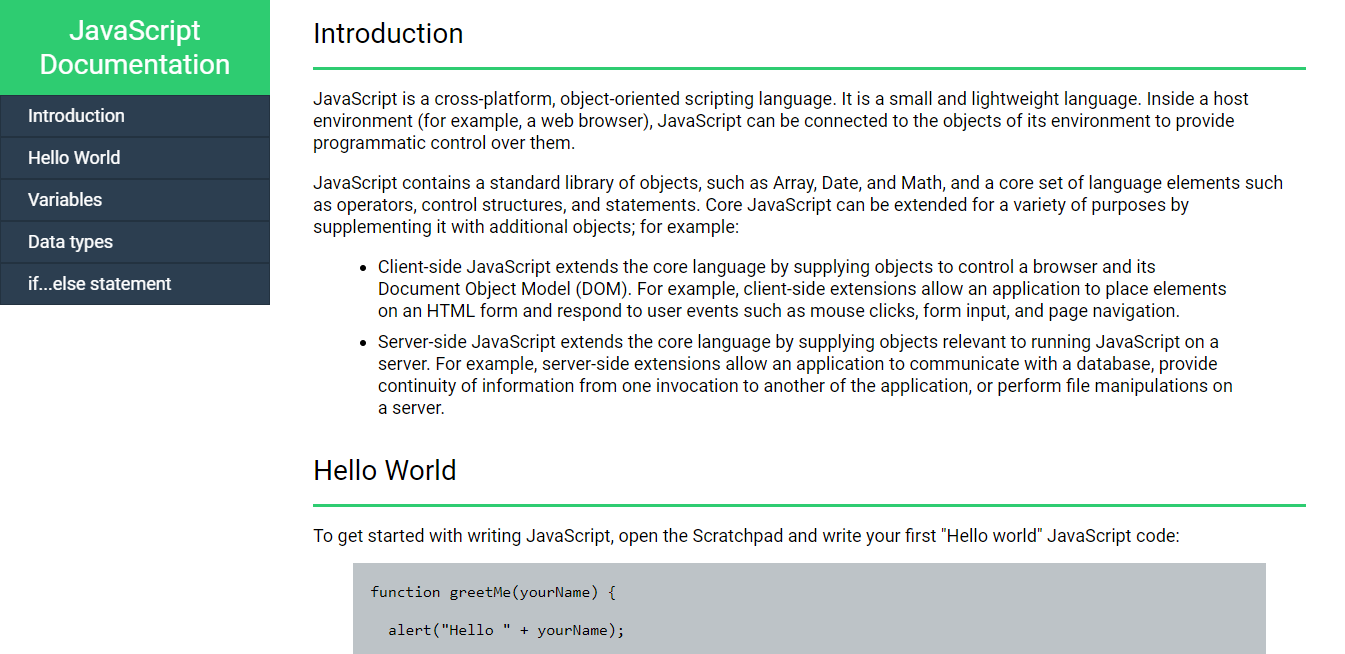 JavaScript
Documentation
Introduction
Hello World
Variables
Data types
if...else statement
Introduction
JavaScript is a cross-platform, object-oriented scripting language. It is a small and lightweight language. Inside a host
environment (for example, a web browser), JavaScript can be connected to the objects of its environment to provide
programmatic control over them.
JavaScript contains a standard library of objects, such as Array, Date, and Math, and a core set of language elements such
as operators, control structures, and statements. Core JavaScript can be extended for a variety of purposes by
supplementing it with additional objects; for example:
• Client-side JavaScript extends the core language by supplying objects to control a browser and its
Document Object Model (DOM). For example, client-side extensions allow an application to place elements
on an HTML form and respond to user events such as mouse clicks, form input, and page navigation.
• Server-side JavaScript extends the core language by supplying objects relevant to running JavaScript on a
server. For example, server-side extensions allow an application to communicate with a database, provide
continuity of information from one invocation to another of the application, or perform file manipulations on
a server.
Hello World
To get started with writing JavaScript, open the Scratchpad and write your first "Hello world" JavaScript code:
function greetMe(yourName) {
alert("Hello " + yourName);